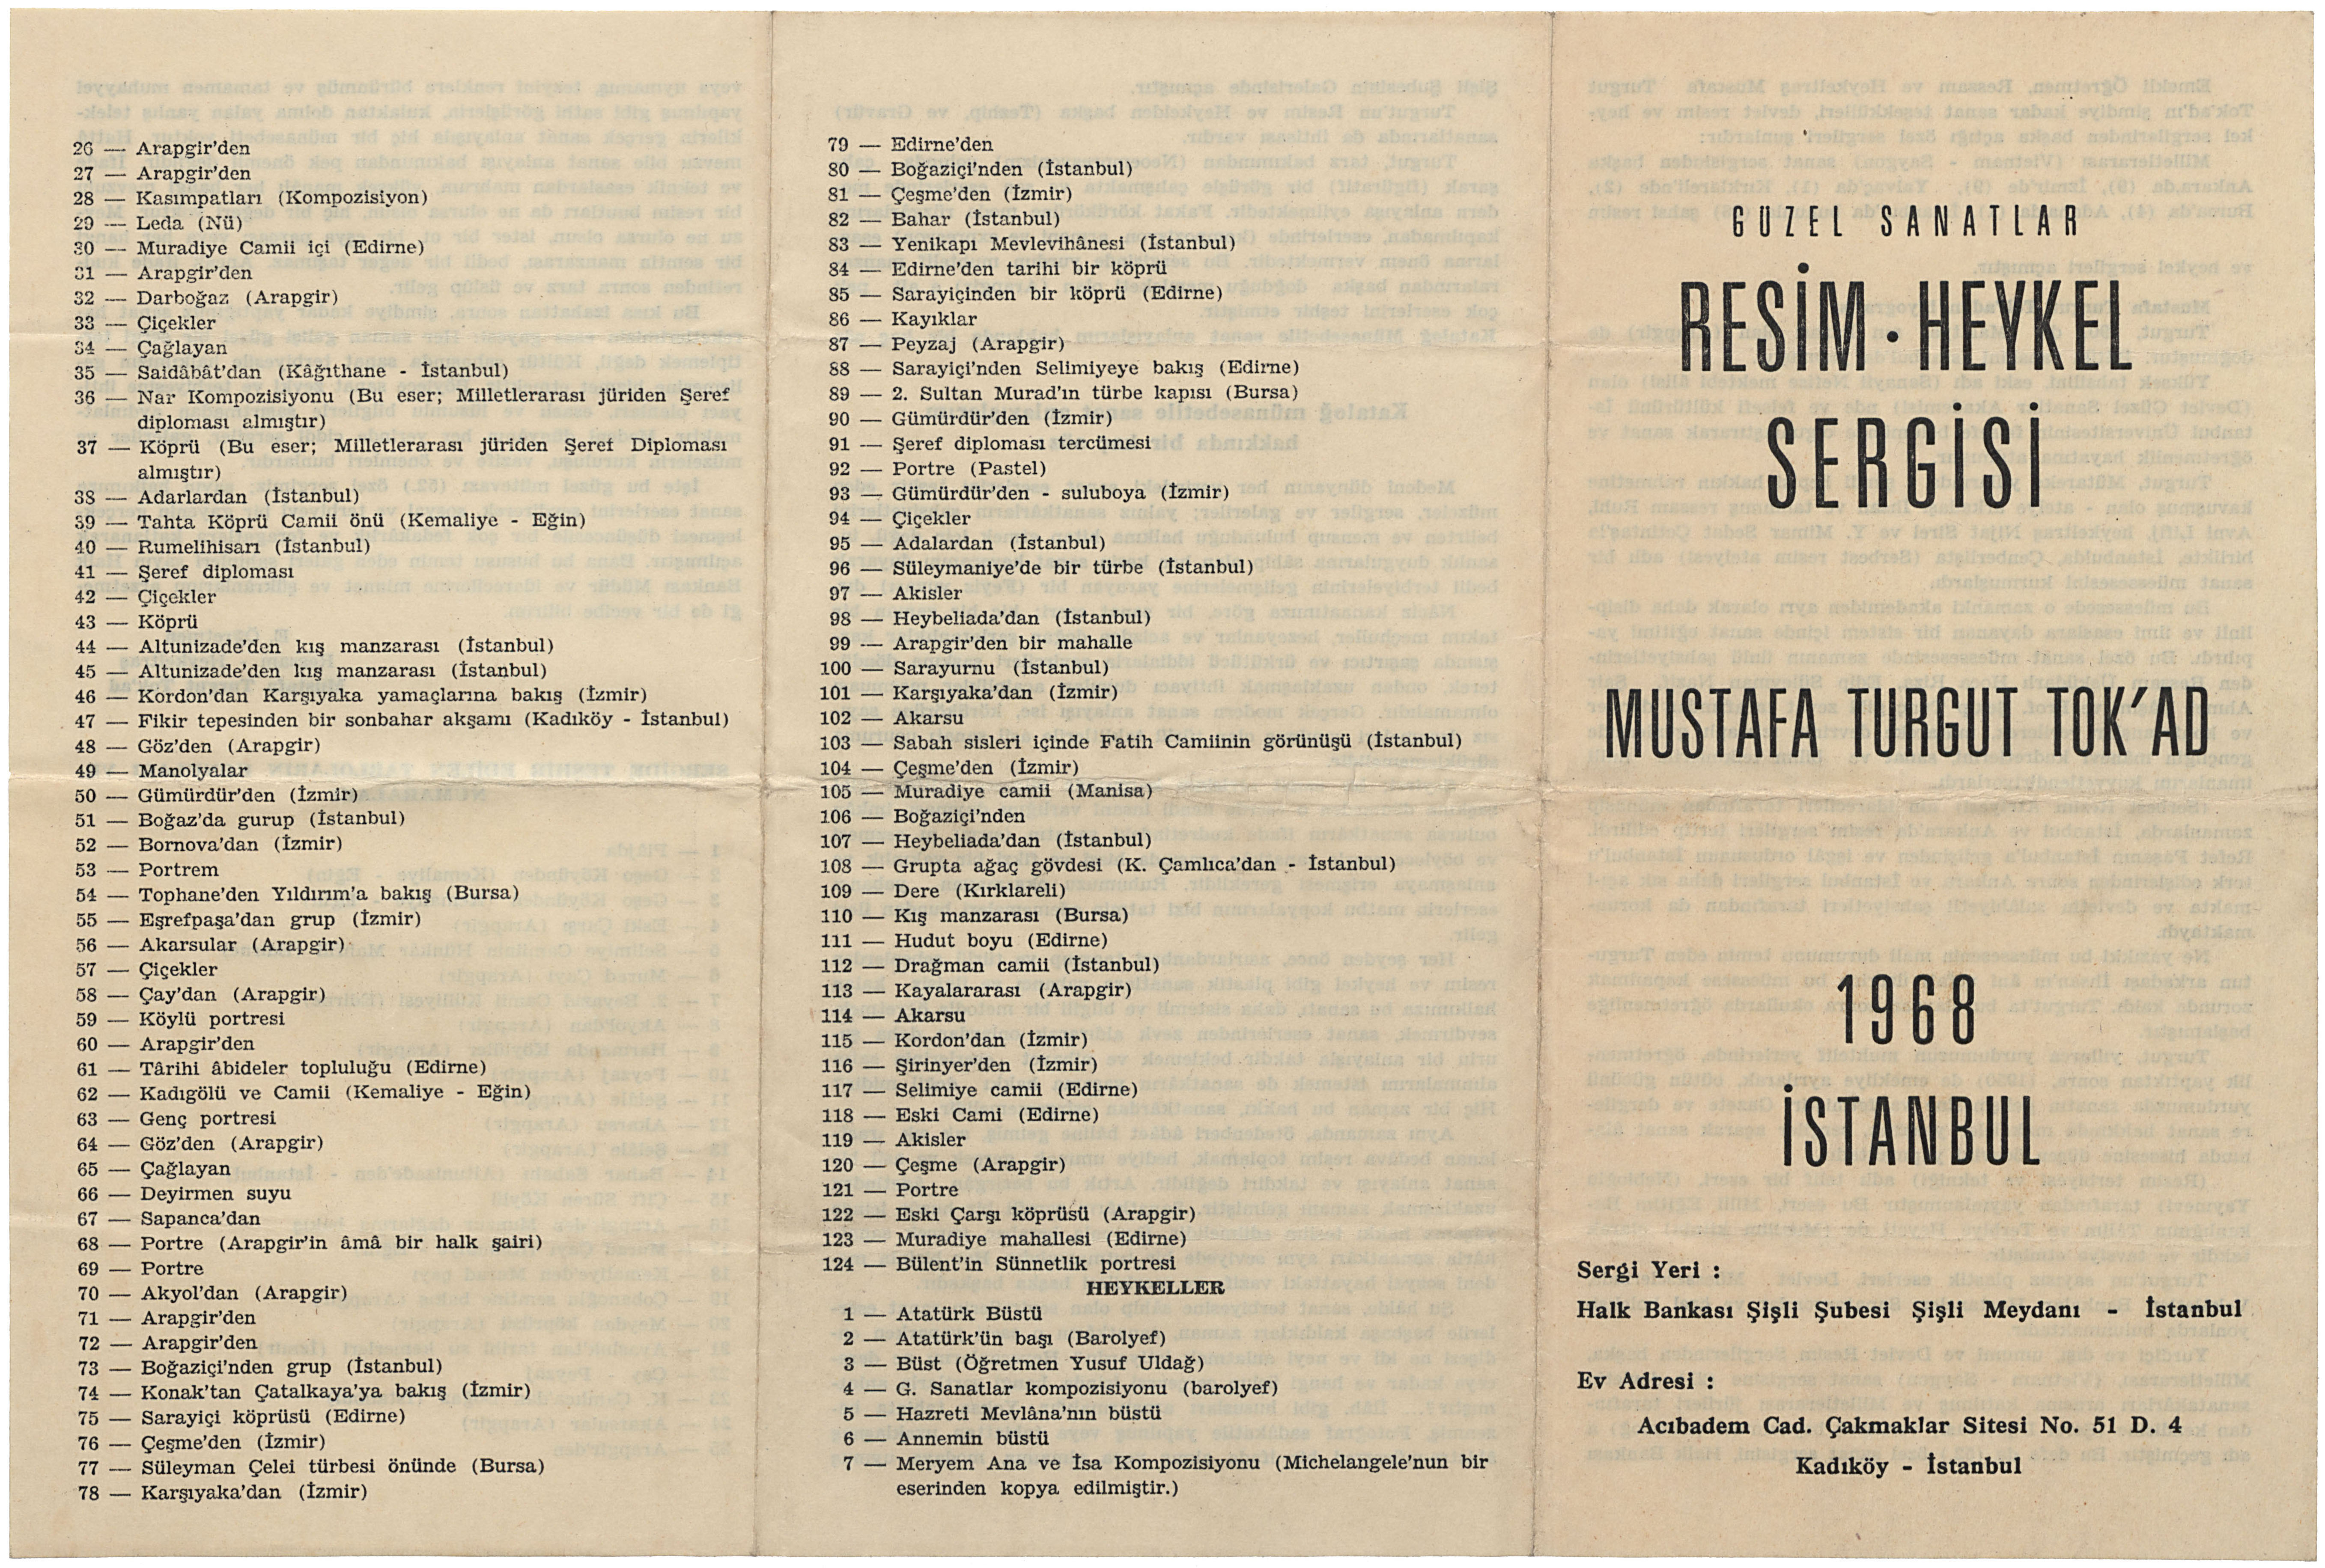 26 — Arapgir'den
27 — Arapgir'den
28 — Kasımpatları (Kompozisiyon)
29 — Leda (Nü)
30 — Muradiye Camii içi (Edirne)
31 — Arapgir'den
32 — Darboğaz (Arapgir)
33 — Çiçekler
34 — Çağlayan
35 — Saidâbât'dan (Kâğıthane - İstanbul)
36 — Nar Kompozisiyonu (Bu eser; Milletlerarası jüriden Şeref
diploması almıştır)
37 — Köprü (Bu eser; Milletlerarası jüriden Şeref Diploması
almıştır)
38 — Adarlardan (İstanbul)
39 — Tahta Köprü Camii önü (Kemaliye - Eğin)
40 — Rumelihisarı (İstanbul)
41 — Şeref diploması
42 — Çiçekler
43 — Köprü
44 — Altunizade'den kış manzarası (İstanbul)
45 — Altunizade'den kış manzarası (İstanbul)
46 — Kordon'dan Karşıyaka yamaçlarına bakış (İzmir)
47 — Fikir tepesinden bir sonbahar akşamı (Kadıköy - İstanbul)
48 — Göz'den (Arapgir)
49 — Manolyalar
50 — Gümürdür'den (İzmir)
51 — Boğaz'da gurup (İstanbul)
52 — Bornova'dan (İzmir)
53 — Portrem
54 — Tophane'den Yıldırım'a bakış (Bursa)
55 — Eşrefpaşa'dan grup (İzmir)
56 — Akarsular (Arapgir)
57 — Çiçekler
58 — Çay'dan (Arapgir)
59 — Köylü portresi
60 — Arapgir'den
61 — Târihi âbideler topluluğu (Edirne)
62 — Kadıgölü ve Camii (Kemaliye - Eğin)
63 — Genç portresi
64 — Göz'den (Arapgir)
65 — Çağlayan
66 — Deyirmen suyu
67 — Sapanca'dan
68 — Portre (Arapgir'in âmâ bir halk şairi)
69 — Portre
70 — Akyol'dan (Arapgir)
71 — Arapgir'den
72 — Arapgir'den
73 — Boğaziçi'nden grup (İstanbul)
74 — Konak'tan Çatalkaya'ya bakış (İzmir)
75 — Sarayiçi köprüsü (Edirne)
76 — Çeşme'den (İzmir)
77 — Süleyman Çelei türbesi önünde (Bursa)
78 — Karşıyaka'dan (İzmir)
79 — Edirne'den
80 — Boğaziçi'nden (İstanbul)
81 — Çeşme'den (İzmir)
82 — Bahar (İstanbul)
83 — Yenikapı Mevlevihânesi (İstanbul)
84 — Edirne'den tarihi bir köprü
85 — Sarayiçinden bir köprü (Edirne)
86 — Kayıklar
87 — Peyzaj (Arapgir)
88 — Sarayiçi'nden Selimiyeye bakış (Edirne)
89 — 2. Sultan Murad'ın türbe kapısı (Bursa)
90 — Gümürdür'den (İzmir)
91 — Şeref diploması tercümesi
92 — Portre (Pastel)
93 — Gümürdür'den - suluboya (İzmir)
94 — Çiçekler
95 — Adalardan (İstanbul)
96 — Süleymaniye'de bir türbe (İstanbul)
97 — Akisler
98 — Heybeliada'dan (İstanbul)
99 — Arapgir'den bir mahalle
100 — Sarayurnu (İstanbul)
101 — Karşıyaka'dan (İzmir)
102 — Akarsu
103 — Sabah sisleri içinde Fatih Camiinin görünüşü (İstanbul)
104 — Çeşme'den (İzmir)
105 — Muradiye camii (Manisa)
106 — Boğaziçi'nden
107 — Heybeliada'dan (İstanbul)
108 — Grupta ağaç gövdesi (K. Çamlıca'dan - İstanbul)
109 — Dere (Kırklareli)
110 — Kış manzarası (Bursa)
111 — Hudut boyu (Edirne)
112 — Drağman camii (İstanbul)
113 — Kayalararası (Arapgir)
114 — Akarsu
115 — Kordon'dan (İzmir)
116 — Şirinyer'den (İzmir)
117 — Selimiye camii (Edirne)
118 — Eski Cami (Edirne)
119 — Akisler
120 — Çeşme (Arapgir)
121 — Portre
122 — Eski Çarşı köprüsü (Arapgir)
123 — Muradiye mahallesi (Edirne)
124 — Bülent'in Sünnetlik portresi
HEYKELLER
1 — Atatürk Büstü
2 — Atatürk'ün başı (Barolyef)
3 — Büst (Öğretmen Yusuf Uldağ)
4 — G. Sanatlar kompozisiyonu (barolyef)
5 — Hazreti Mevlâna'nın büstü
6 — Annemin büstü
7 — Meryem Ana ve İsa Kompozisiyonu (Michelangele'nun bir
eserinden kopya edilmiştir.)
GÜZEL SANATLAR
RESİM • HEYKEL
SERGİSİ
MUSTAFA TURGUT TOK'AD
1968
İSTANBUL
Sergi Yeri :
Halk Bankası Şişli Şubesi Şişli Meydanı - İstanbul
Ev Adresi :
Acıbadem Cad. Çakmaklar Sitesi No. 51 D. 4
Kadıköy - İstanbul